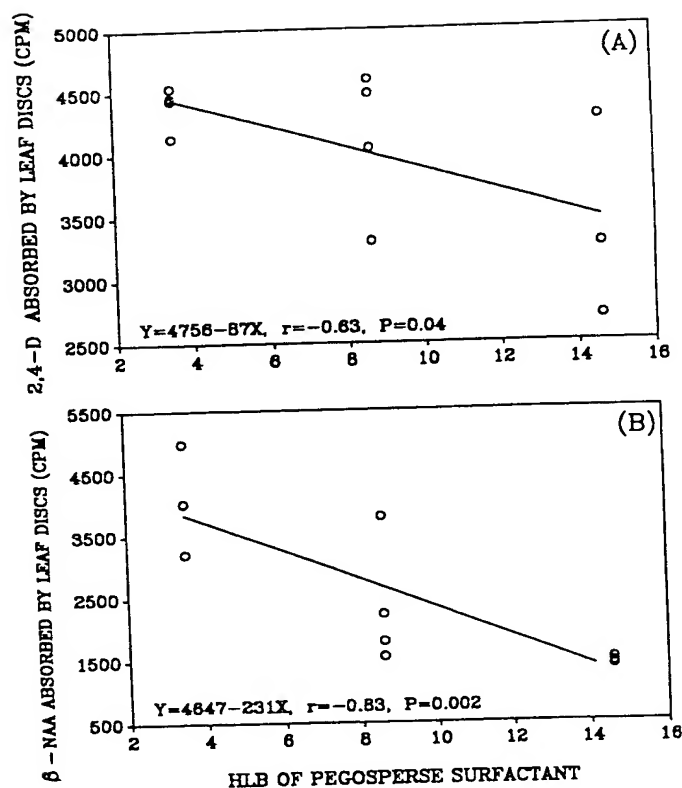 (A)
2,4-D ABSORBED BY LEAF DISCS (CPM)
5000
4500
4000
3500
3000
2500
Y=4756-87X, r=-0.63, P=0.04
2 4 6 8 10 12 14 16
(B)
β-NAA ABSORBED BY LEAF DISCS (CPM)
5500
4500
3500
2500
1500
500
Y=4647-231X, r=-0.83, P=0.002
2 4 6 8 10 12 14 16
HLB OF PEGOSPERSE SURFACTANT